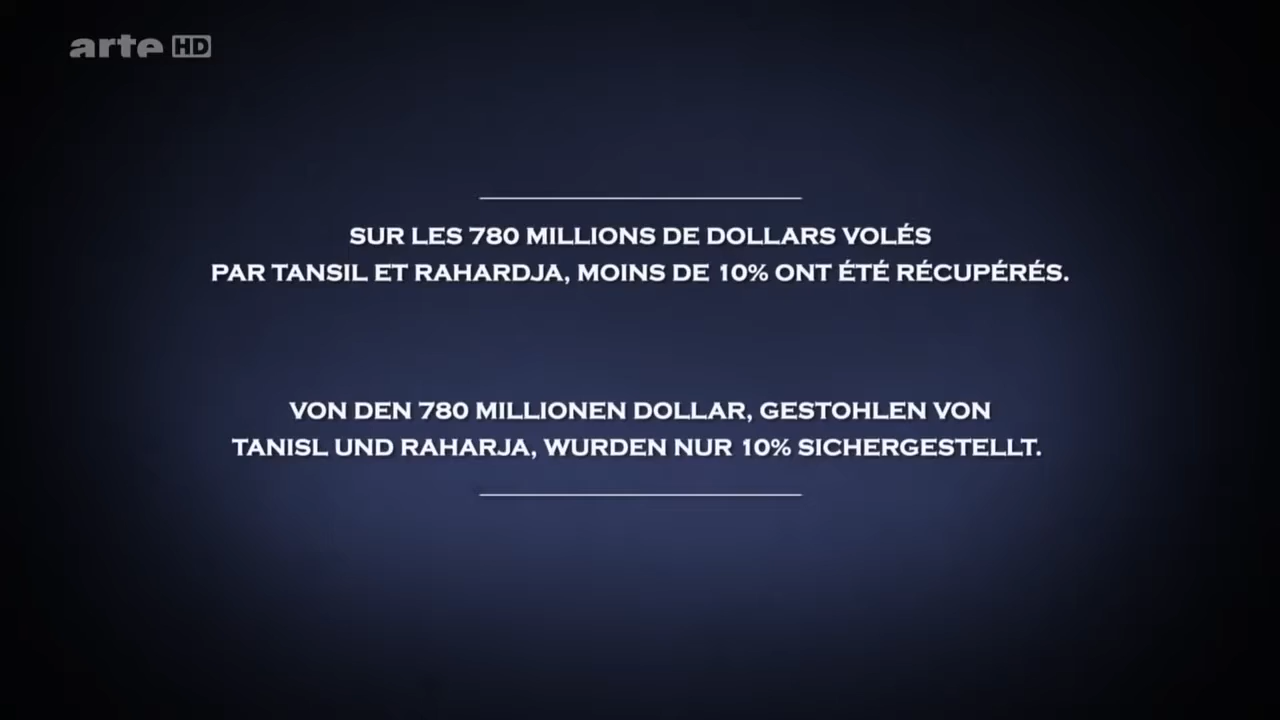 arte HD
SUR LES 780 MILLIONS DE DOLLARS VOLÉS
PAR TANSIL ET RAHARDJA, MOINS DE 10% ONT ÉTÉ RÉCUPÉRÉS.
VON DEN 780 MILLIONEN DOLLAR, GESTOHLEN VON
TANISL UND RAHARJA, WURDEN NUR 10% SICHERGESTELLT.